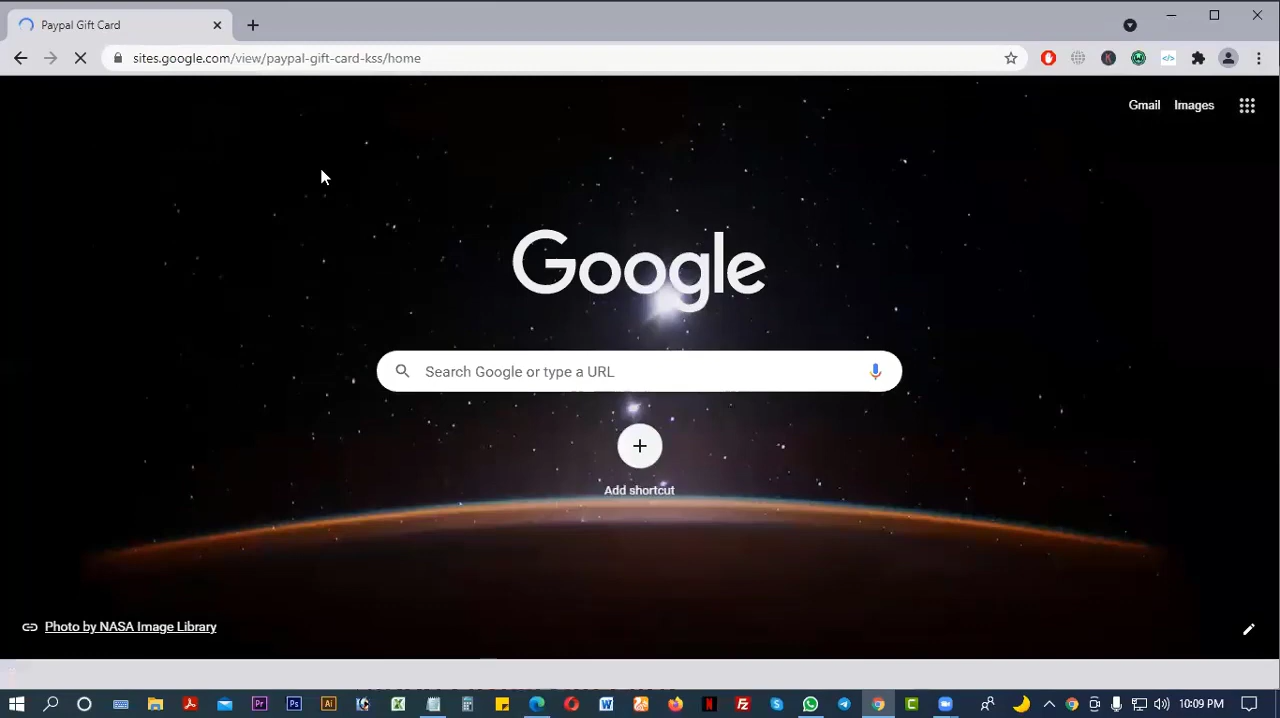 Paypal Gift Card
sites.google.com/view/paypal-gift-card-kss/home
Gmail Images
Google
Search Google or type a URL
Add shortcut
Photo by NASA Image Library
10:09 PM